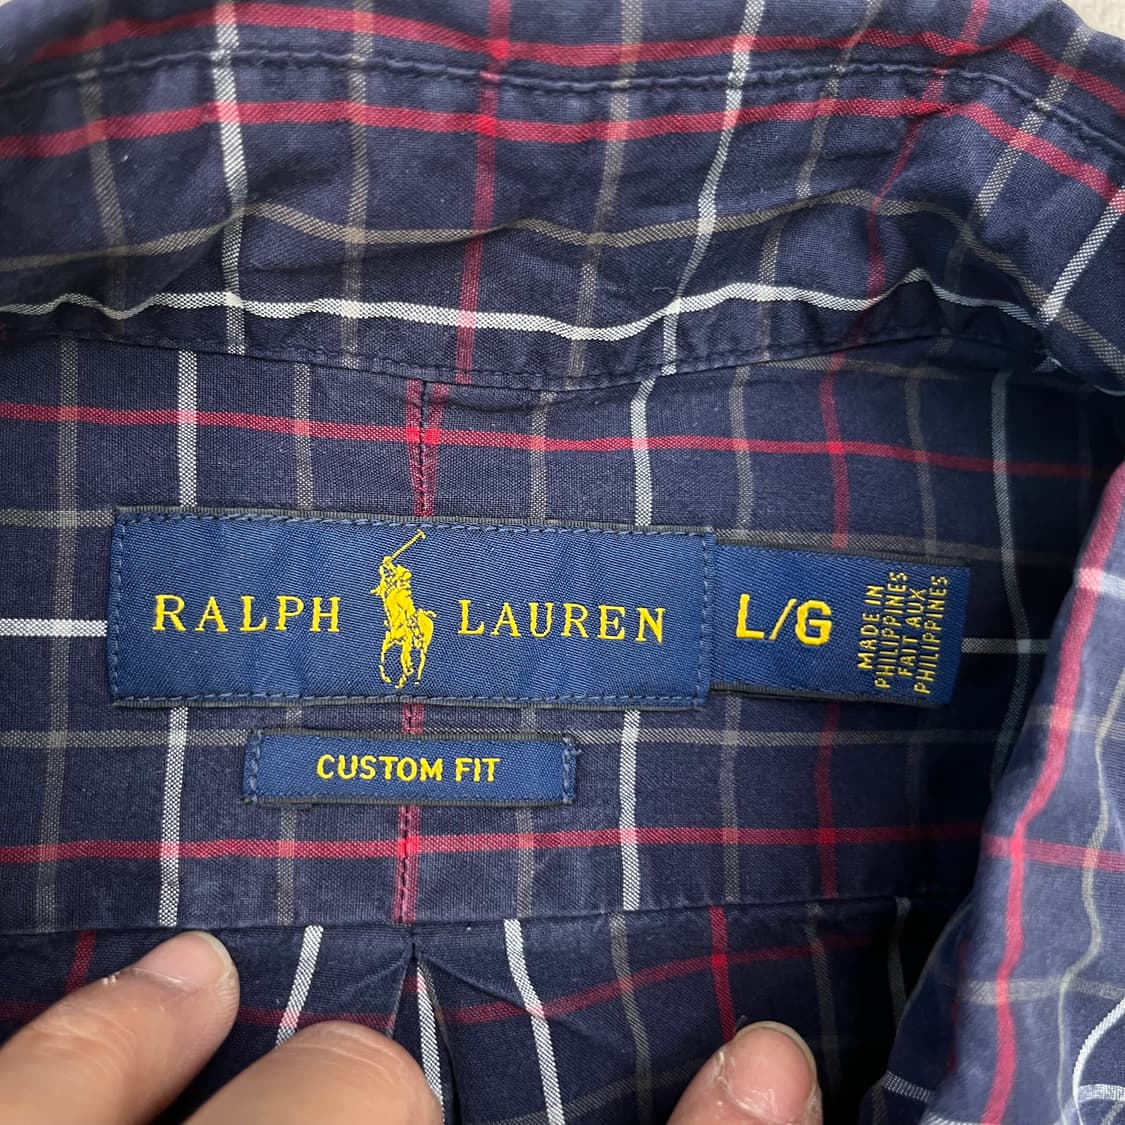 RALPH LAUREN
L/G
MADE IN
PHILIPPINES
FAIT AUX
PHILIPPINES
CUSTOM FIT